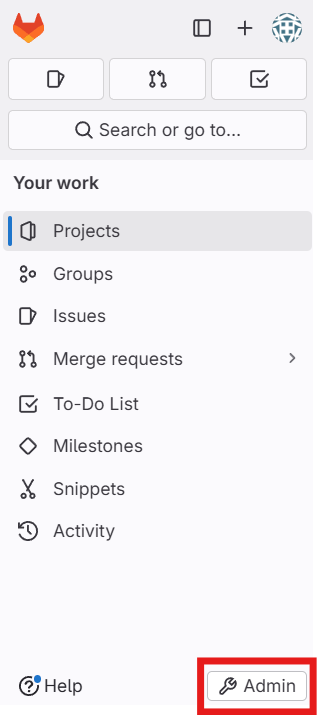 Search or go to...
Your work
Projects
Groups
Issues
Merge requests
To-Do List
Milestones
Snippets
Activity
Help
Admin